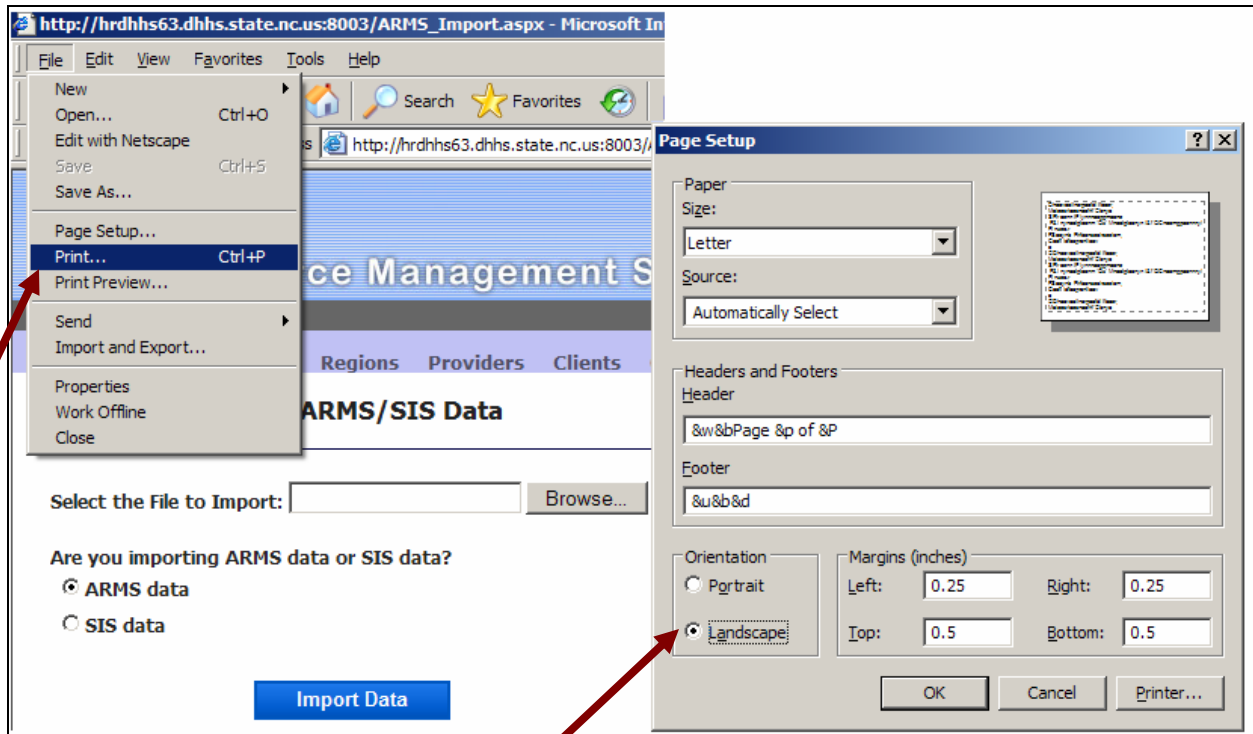 http://hrdhhs63.dhhs.state.nc.us:8003/ARMS_Import.aspx - Microsoft In
File Edit View Favorites Tools Help
New
Open... Ctrl+O
Edit with Netscape
Save Ctrl+S
Save As...
Page Setup...
Print... Ctrl+P
Print Preview...
Send
Import and Export...
Properties
Work Offline
Close
Search Favorites
http://hrdhhs63.dhhs.state.nc.us:8003/
ce Management S
Regions Providers Clients
ARMS/SIS Data
Select the File to Import: Browse...
Are you importing ARMS data or SIS data?
ARMS data
SIS data
Import Data
Page Setup
Paper
Size:
Letter
Source:
Automatically Select
Headers and Footers
Header
&w&bPage &p of &P
Footer
&u&b&d
Orientation
Portrait
Landscape
Margins (inches)
Left: 0.25 Right: 0.25
Top: 0.5 Bottom: 0.5
OK Cancel Printer...